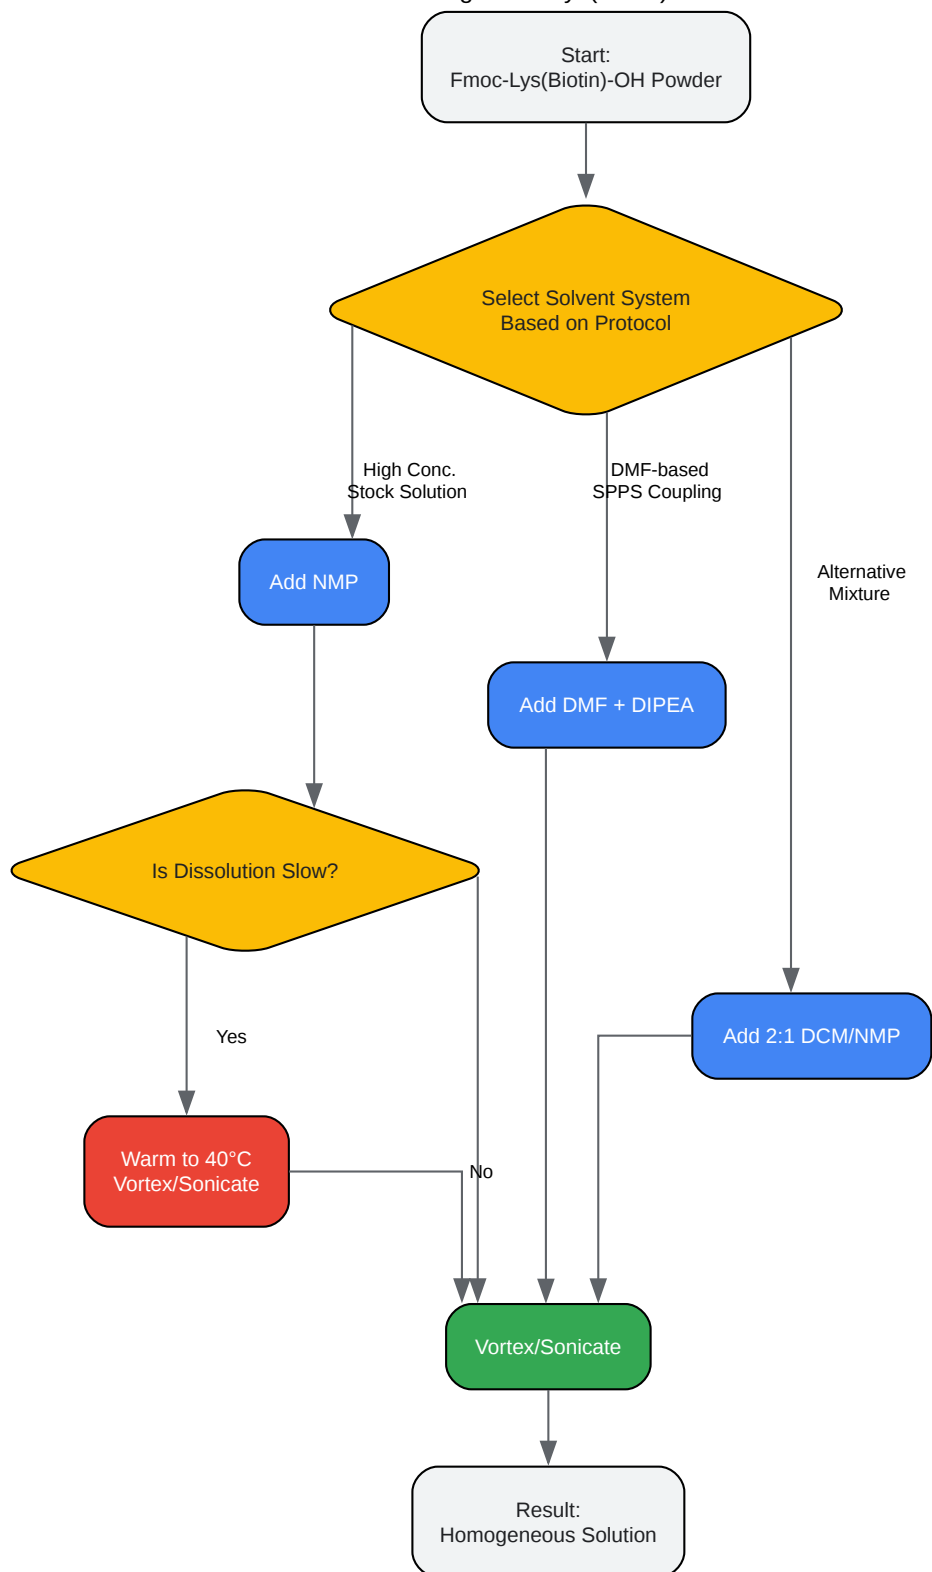 Start:
Fmoc-Lys(Biotin)-OH Powder
Select Solvent System
Based on Protocol
High Conc.
Stock Solution
DMF-based
SPPS Coupling
Alternative
Mixture
Add NMP
Add DMF + DIPEA
Is Dissolution Slow?
Yes
Add 2:1 DCM/NMP
Warm to 40°C
Vortex/Sonicate
No
Vortex/Sonicate
Result:
Homogeneous Solution